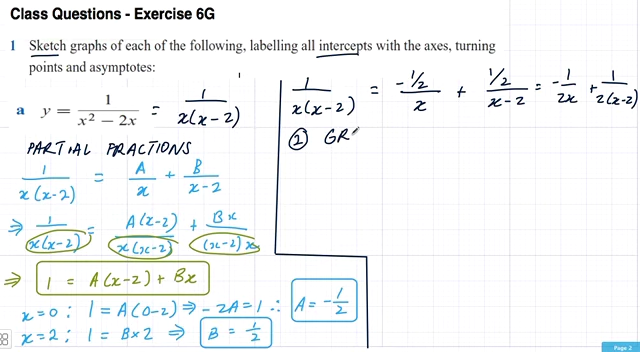 Class Questions - Exercise 6G
1 Sketch graphs of each of the following, labelling all intercepts with the axes, turning
points and asymptotes:
a y = 1/(x² − 2x) = 1/(x(x-2))
PARTIAL FRACTIONS
1/(x(x-2)) = A/x + B/(x-2)
⇒ 1/(x(x-2)) = A(x-2)/(x(x-2)) + Bx/((x-2)x)
⇒ 1 = A(x-2) + Bx
x=0 ; 1 = A(0-2) ⇒ -2A=1 ∴ A = -1/2
x=2 ; 1 = B×2 ⇒ B = 1/2
1/(x(x-2)) = (-1/2)/x + (1/2)/(x-2) = -1/(2x) + 1/(2(x-2))
② GR
Page 2